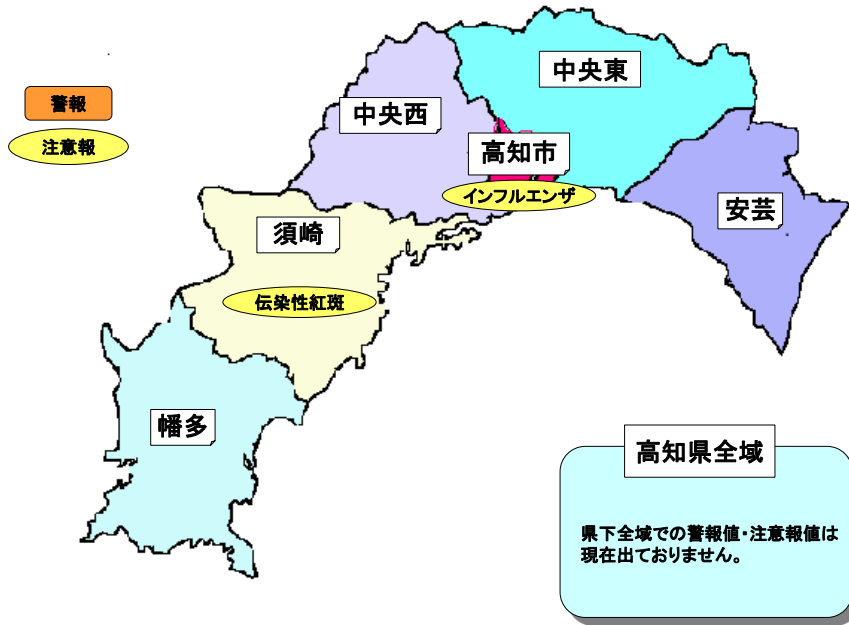 中央東
警報
中央西
注意報
高知市
インフルエンザ
安芸
須崎
伝染性紅斑
幡多
高知県全域
県下全域での警報値・注意報値は
現在出ておりません。